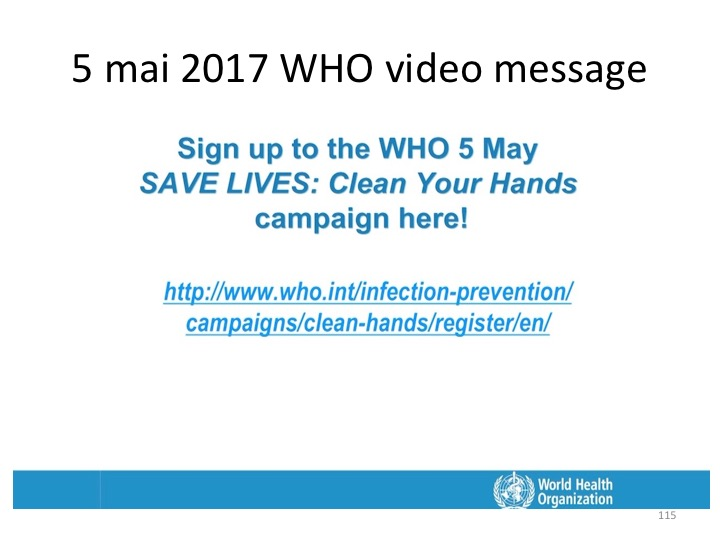 5 mai 2017 WHO video message
Sign up to the WHO 5 May
SAVE LIVES: Clean Your Hands
campaign here!
http://www.who.int/infection-prevention/
campaigns/clean-hands/register/en/
World Health
Organization
115